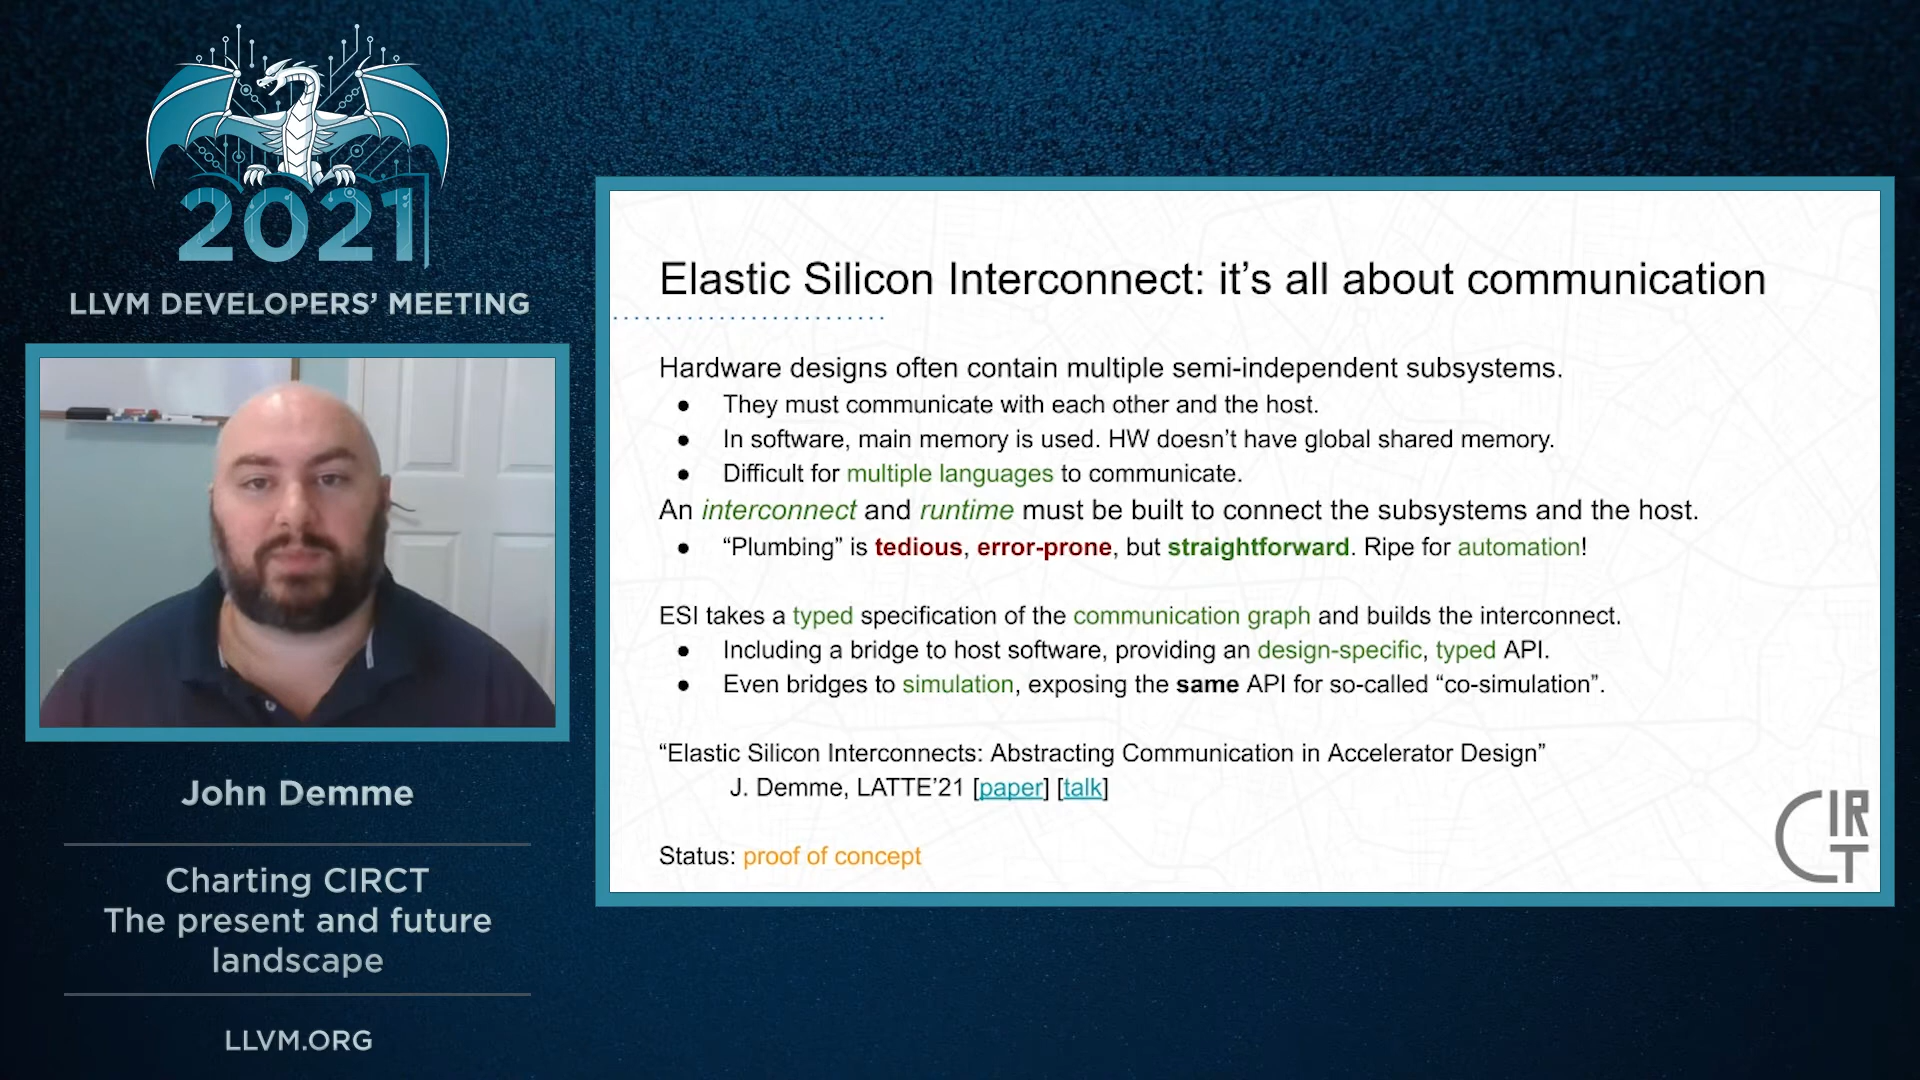 2021
LLVM DEVELOPERS’ MEETING
John Demme
Charting CIRCT
The present and future
landscape
LLVM.ORG
Elastic Silicon Interconnect: it’s all about communication
Hardware designs often contain multiple semi-independent subsystems.
● They must communicate with each other and the host.
● In software, main memory is used. HW doesn’t have global shared memory.
● Difficult for multiple languages to communicate.
An interconnect and runtime must be built to connect the subsystems and the host.
● “Plumbing” is tedious, error-prone, but straightforward. Ripe for automation!
ESI takes a typed specification of the communication graph and builds the interconnect.
● Including a bridge to host software, providing an design-specific, typed API.
● Even bridges to simulation, exposing the same API for so-called “co-simulation”.
“Elastic Silicon Interconnects: Abstracting Communication in Accelerator Design”
J. Demme, LATTE’21 [paper] [talk]
Status: proof of concept
CIRCT